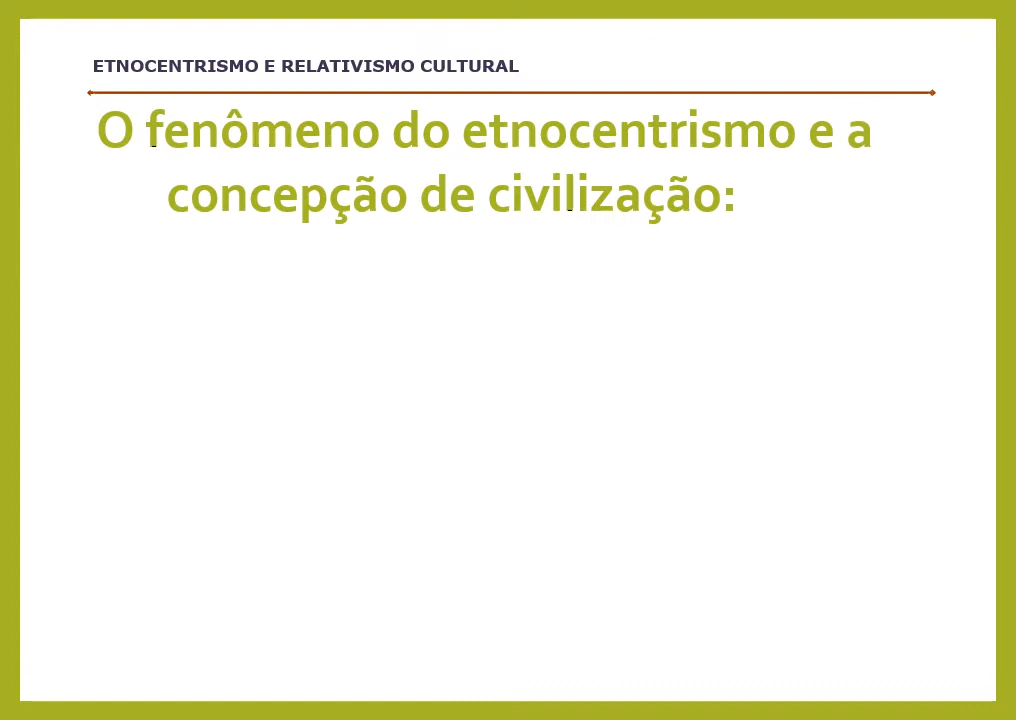 ETNOCENTRISMO E RELATIVISMO CULTURAL
O fenômeno do etnocentrismo e a
concepção de civilização: